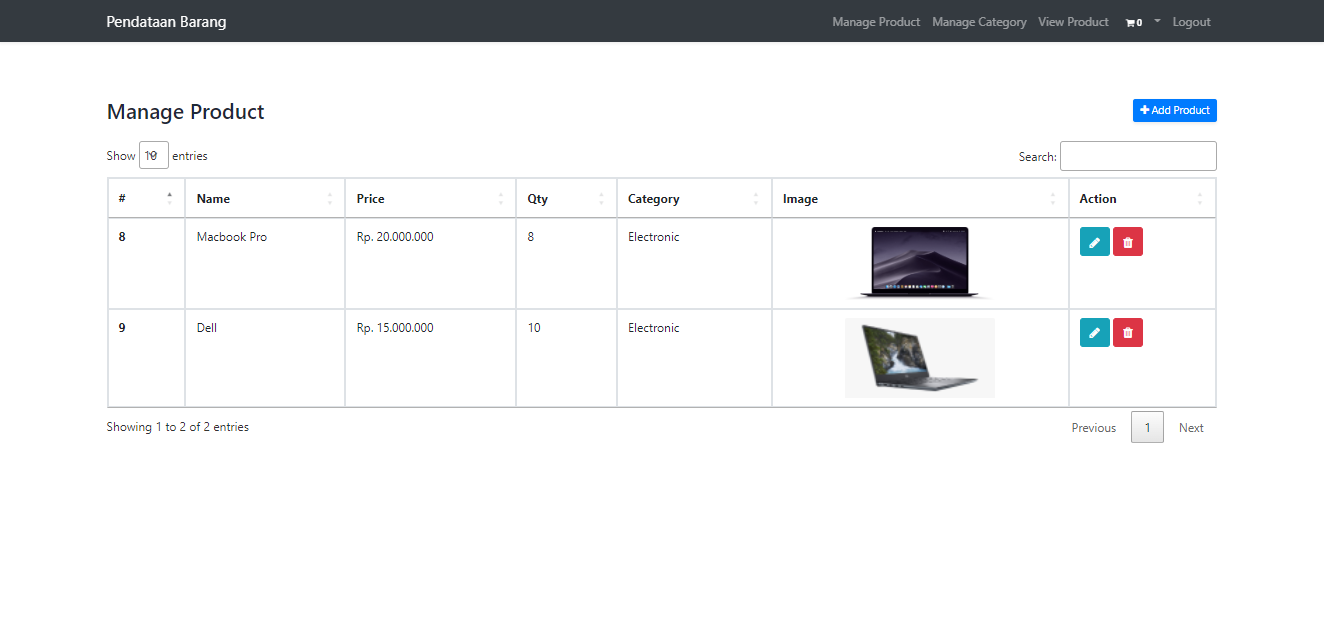 Pendataan Barang Manage Product Manage Category View Product 0 Logout
Manage Product Add Product
Show 10 entries Search:
# Name Price Qty Category Image Action
8 Macbook Pro Rp. 20.000.000 8 Electronic
9 Dell Rp. 15.000.000 10 Electronic
Showing 1 to 2 of 2 entries Previous 1 Next